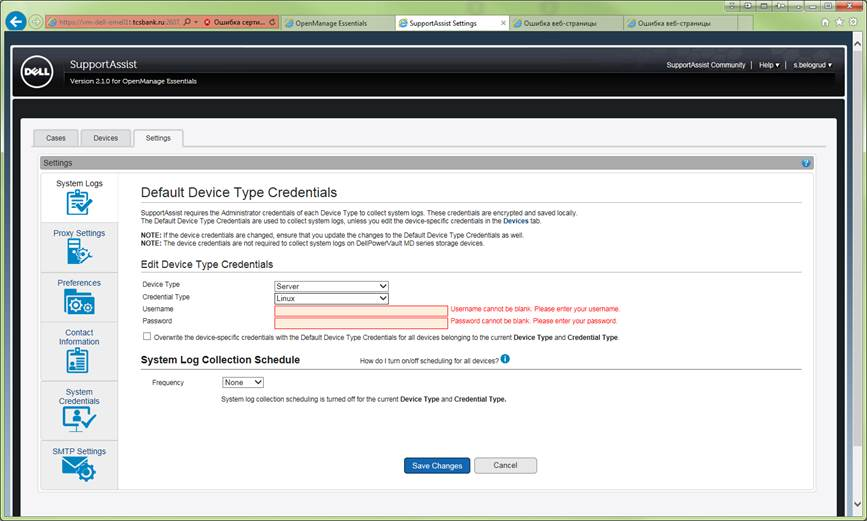 https://vm-dell-ome01t.tcsbank.ru:2607 Ошибка серти... OpenManage Essentials SupportAssist Settings Ошибка веб-страницы Ошибка веб-страницы
DELL
SupportAssist
Version 2.1.0 for OpenManage Essentials
SupportAssist Community | Help | s.belogrud
Cases Devices Settings
Settings
System Logs
Proxy Settings
Preferences
Contact
Information
System
Credentials
SMTP Settings
Default Device Type Credentials
SupportAssist requires the Administrator credentials of each Device Type to collect system logs. These credentials are encrypted and saved locally.
The Default Device Type Credentials are used to collect system logs, unless you edit the device-specific credentials in the Devices tab.
NOTE: If the device credentials are changed, ensure that you update the changes to the Default Device Type Credentials as well.
NOTE: The device credentials are not required to collect system logs on DellPowerVault MD series storage devices.
Edit Device Type Credentials
Device Type Server
Credential Type Linux
Username Username cannot be blank. Please enter your username.
Password Password cannot be blank. Please enter your password.
Overwrite the device-specific credentials with the Default Device Type Credentials for all devices belonging to the current Device Type and Credential Type.
System Log Collection Schedule How do I turn on/off scheduling for all devices?
Frequency None
System log collection scheduling is turned off for the current Device Type and Credential Type.
Save Changes Cancel